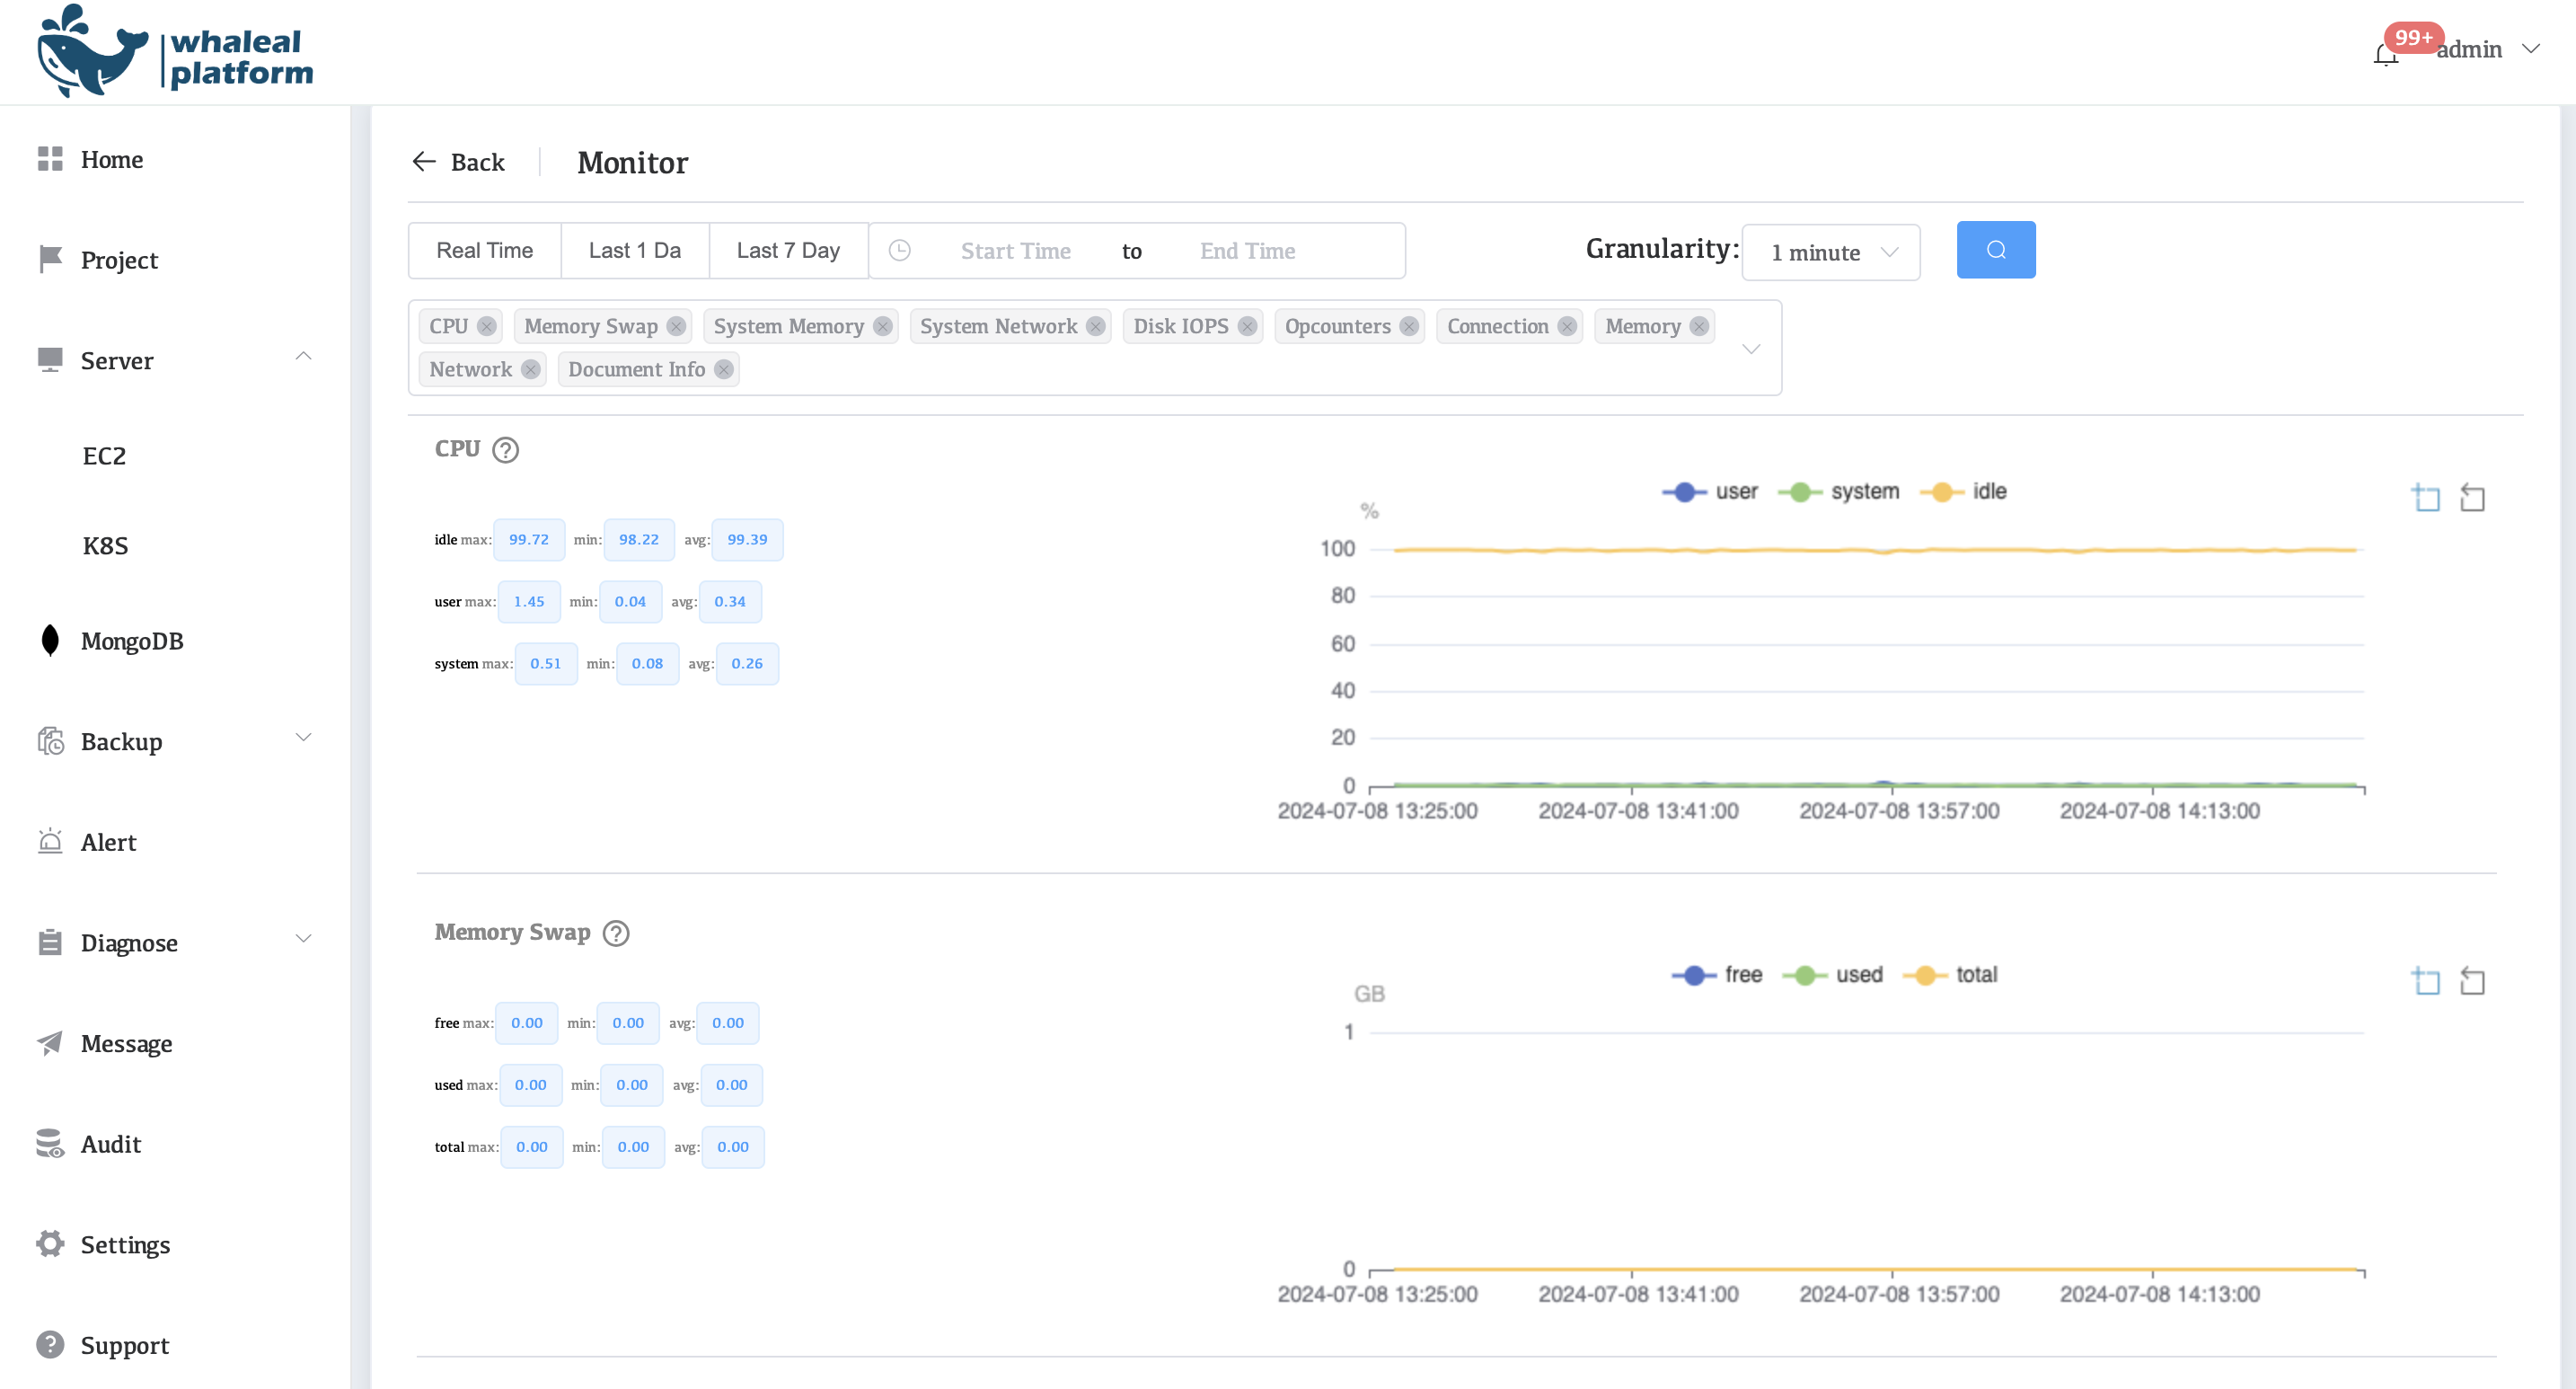 whaleal
platform
99+
admin
Home
Project
Server
EC2
K8S
MongoDB
Backup
Alert
Diagnose
Message
Audit
Settings
Support
Back
Monitor
Real Time
Last 1 Da
Last 7 Day
Start Time to End Time
Granularity: 1 minute
CPU Memory Swap System Memory System Network Disk IOPS Opcounters Connection Memory
Network Document Info
CPU ?
idle max: 99.72 min: 98.22 avg: 99.39
user max: 1.45 min: 0.04 avg: 0.34
system max: 0.51 min: 0.08 avg: 0.26
user system idle
%
100
80
60
40
20
0
2024-07-08 13:25:00 2024-07-08 13:41:00 2024-07-08 13:57:00 2024-07-08 14:13:00
Memory Swap ?
free max: 0.00 min: 0.00 avg: 0.00
used max: 0.00 min: 0.00 avg: 0.00
total max: 0.00 min: 0.00 avg: 0.00
free used total
GB
1
0
2024-07-08 13:25:00 2024-07-08 13:41:00 2024-07-08 13:57:00 2024-07-08 14:13:00